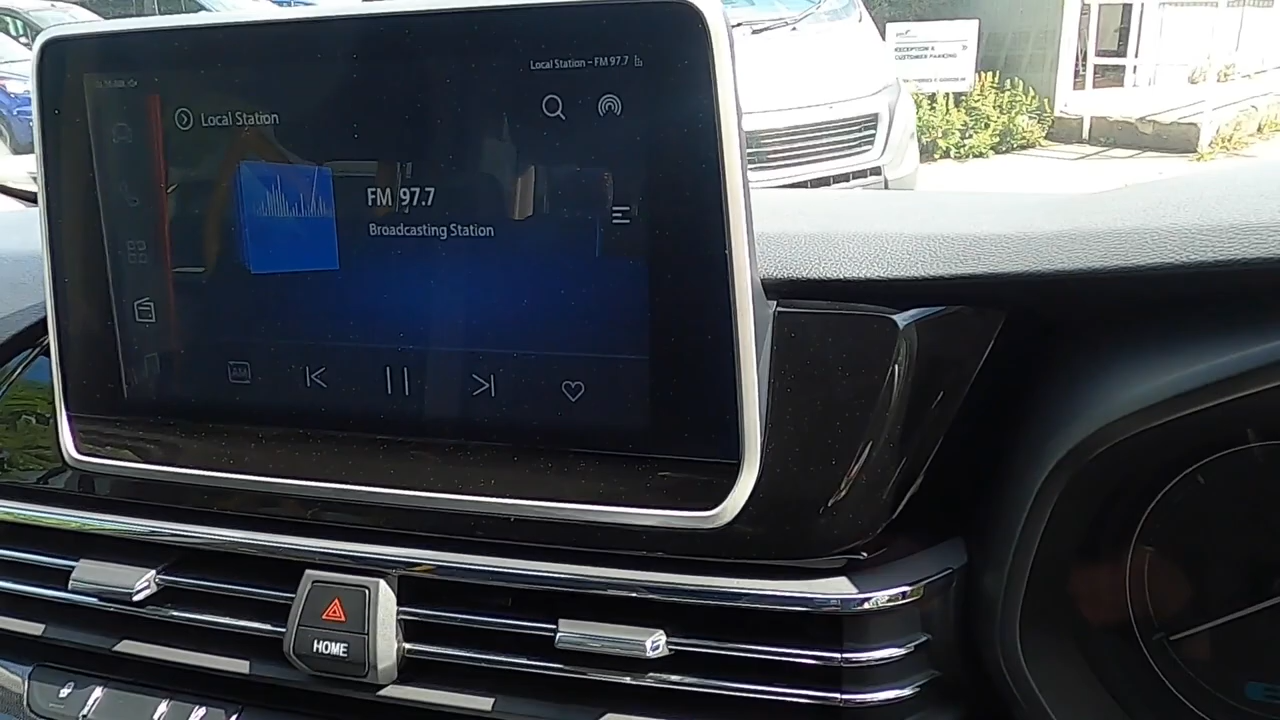 Local Station - FM 97.7
Local Station
FM 97.7
Broadcasting Station
AM
HOME
RECEPTION &
CUSTOMER PARKING